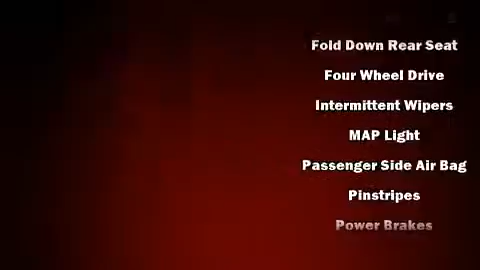 Fold Down Rear Seat
Four Wheel Drive
Intermittent Wipers
MAP Light
Passenger Side Air Bag
Pinstripes
Power Brakes